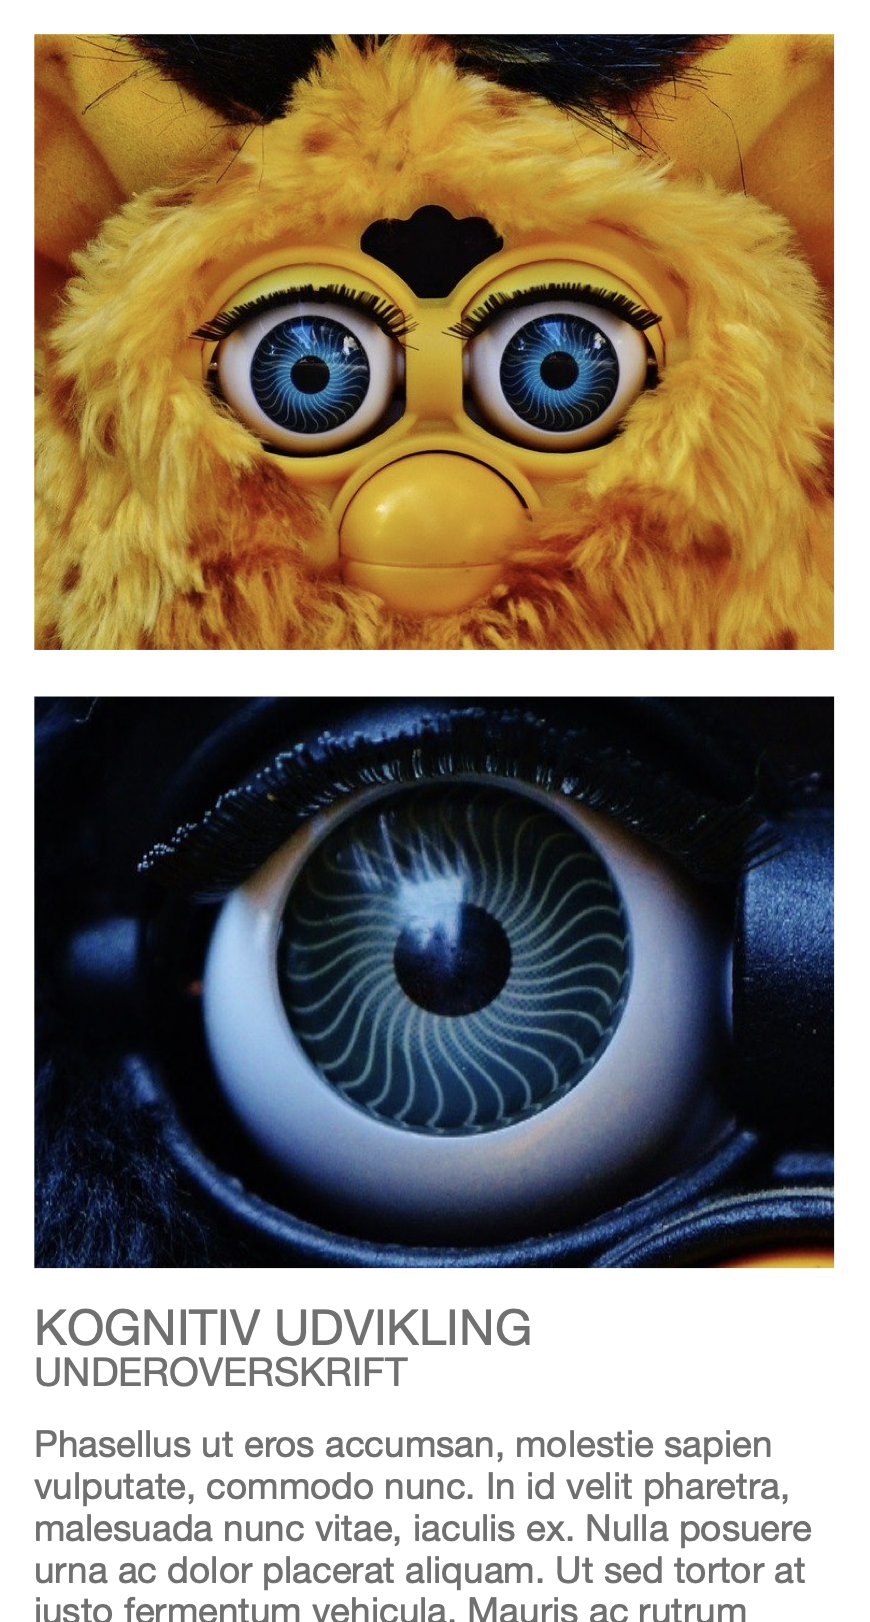 KOGNITIV UDVIKLING
UNDEROVERSKRIFT
Phasellus ut eros accumsan, molestie sapien
vulputate, commodo nunc. In id velit pharetra,
malesuada nunc vitae, iaculis ex. Nulla posuere
urna ac dolor placerat aliquam. Ut sed tortor at
justo fermentum vehicula. Mauris ac rutrum